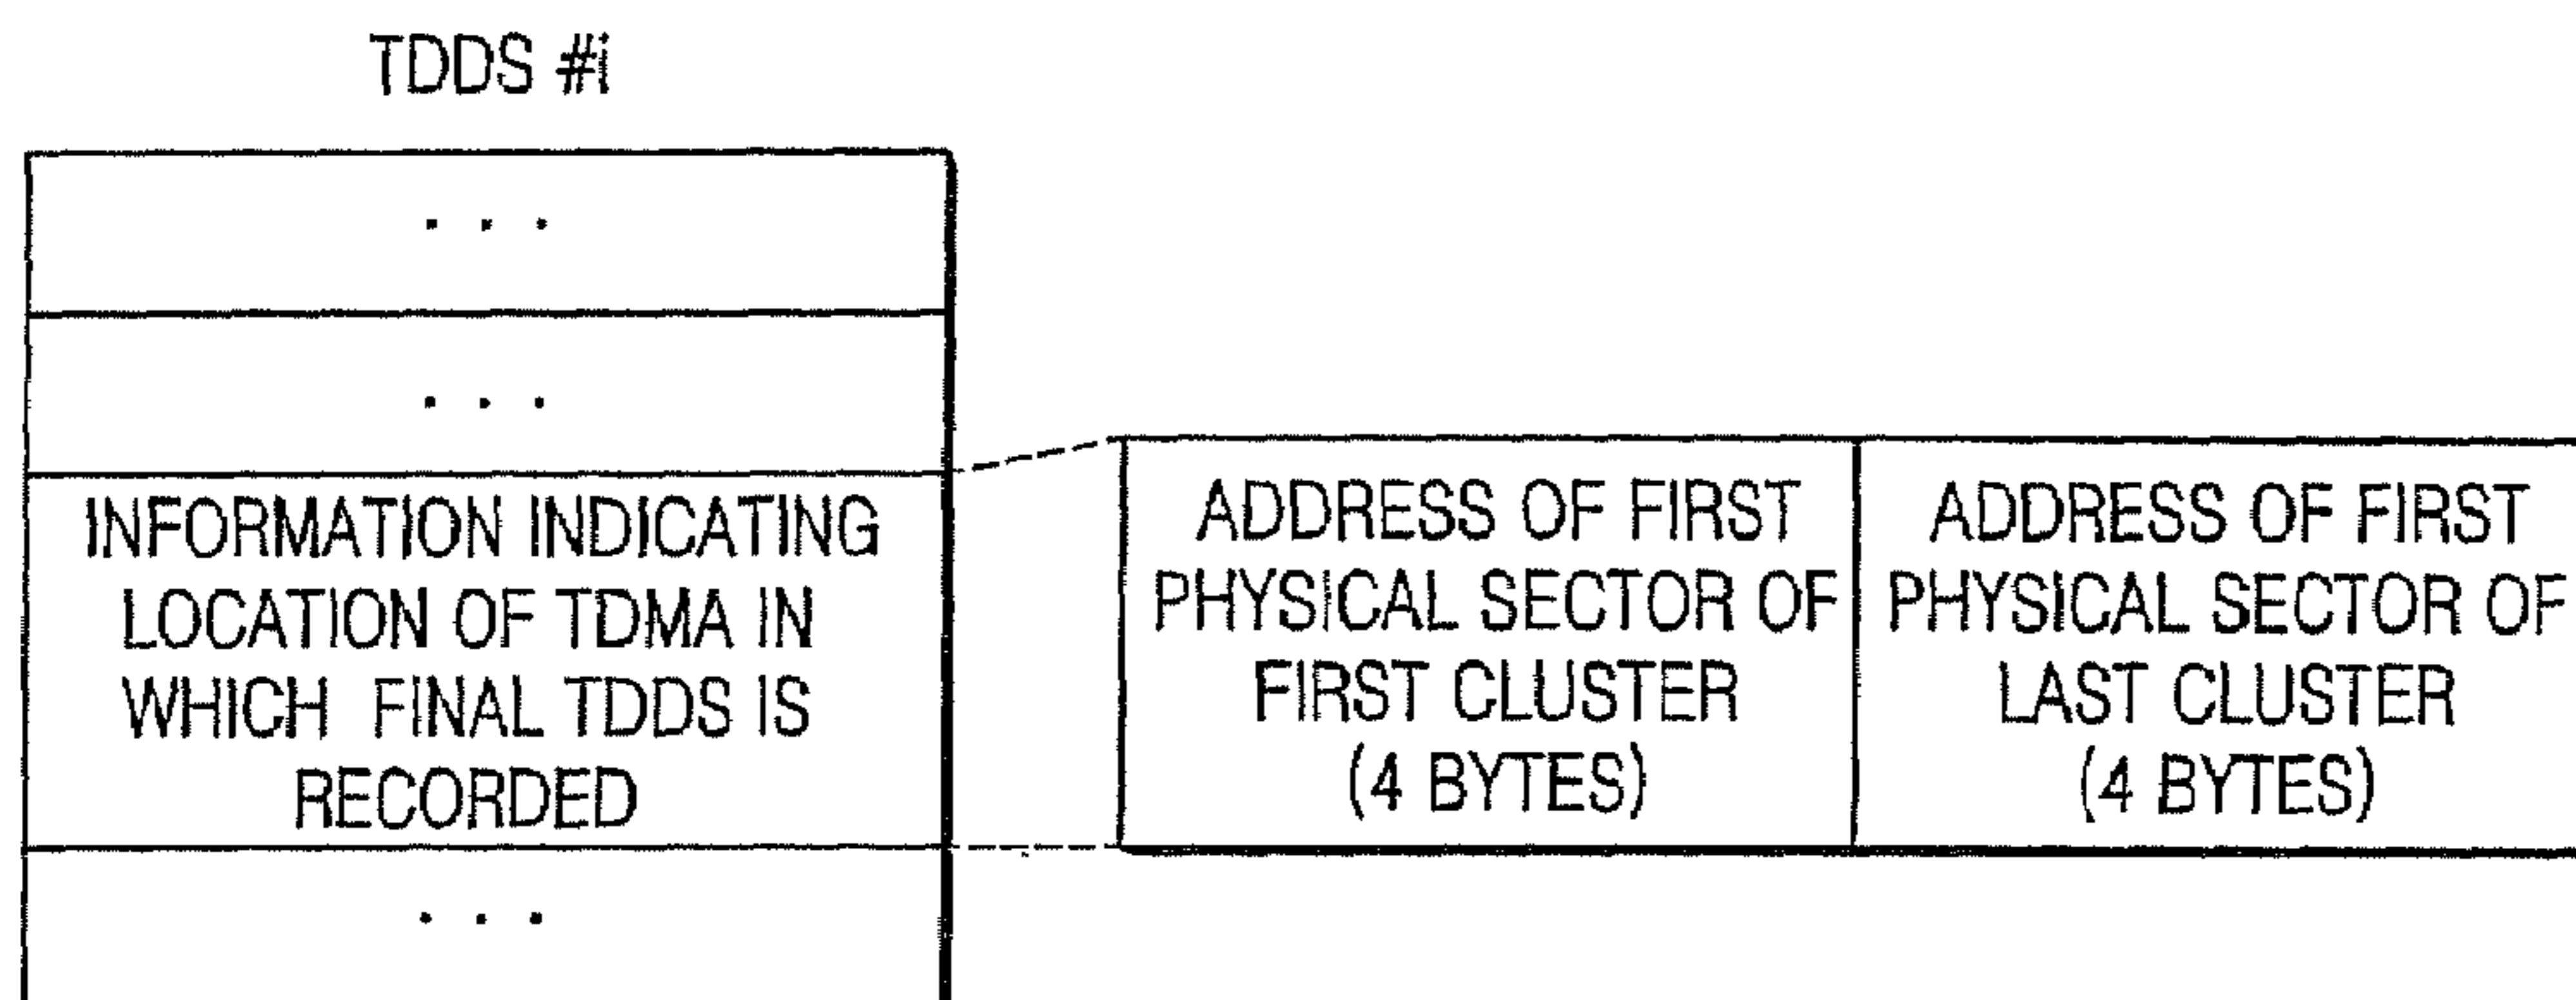 TDDS #i
. . .
. . .
INFORMATION INDICATING
LOCATION OF TDMA IN
WHICH FINAL TDDS IS
RECORDED
ADDRESS OF FIRST
PHYSICAL SECTOR OF
FIRST CLUSTER
(4 BYTES)
ADDRESS OF FIRST
PHYSICAL SECTOR OF
LAST CLUSTER
(4 BYTES)
. . .